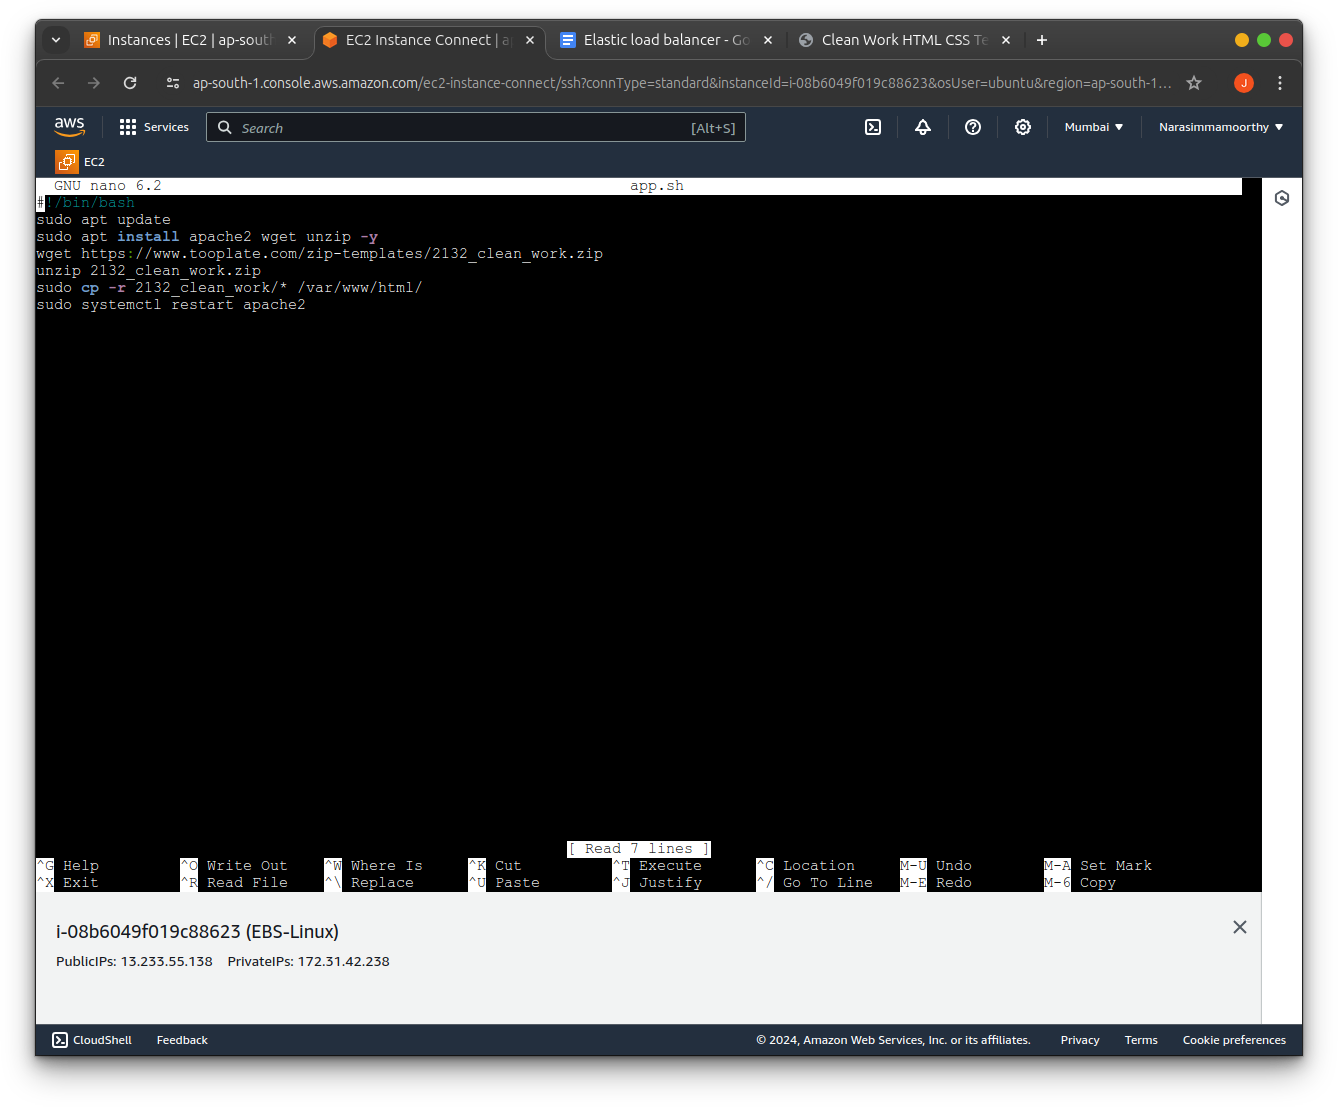 Instances | EC2 | ap-south
EC2 Instance Connect | a
Elastic load balancer - Go
Clean Work HTML CSS Te
ap-south-1.console.aws.amazon.com/ec2-instance-connect/ssh?connType=standard&instanceId=i-08b6049f019c88623&osUser=ubuntu&region=ap-south-1...
J
aws
Services
Search
[Alt+S]
Mumbai
Narasimmamoorthy
EC2
GNU nano 6.2 app.sh
#!/bin/bash
sudo apt update
sudo apt install apache2 wget unzip -y
wget https://www.tooplate.com/zip-templates/2132_clean_work.zip
unzip 2132_clean_work.zip
sudo cp -r 2132_clean_work/* /var/www/html/
sudo systemctl restart apache2
[ Read 7 lines ]
^G Help ^O Write Out ^W Where Is ^K Cut ^T Execute ^C Location M-U Undo M-A Set Mark
^X Exit ^R Read File ^\ Replace ^U Paste ^J Justify ^/ Go To Line M-E Redo M-6 Copy
i-08b6049f019c88623 (EBS-Linux)
PublicIPs: 13.233.55.138 PrivateIPs: 172.31.42.238
CloudShell Feedback © 2024, Amazon Web Services, Inc. or its affiliates. Privacy Terms Cookie preferences